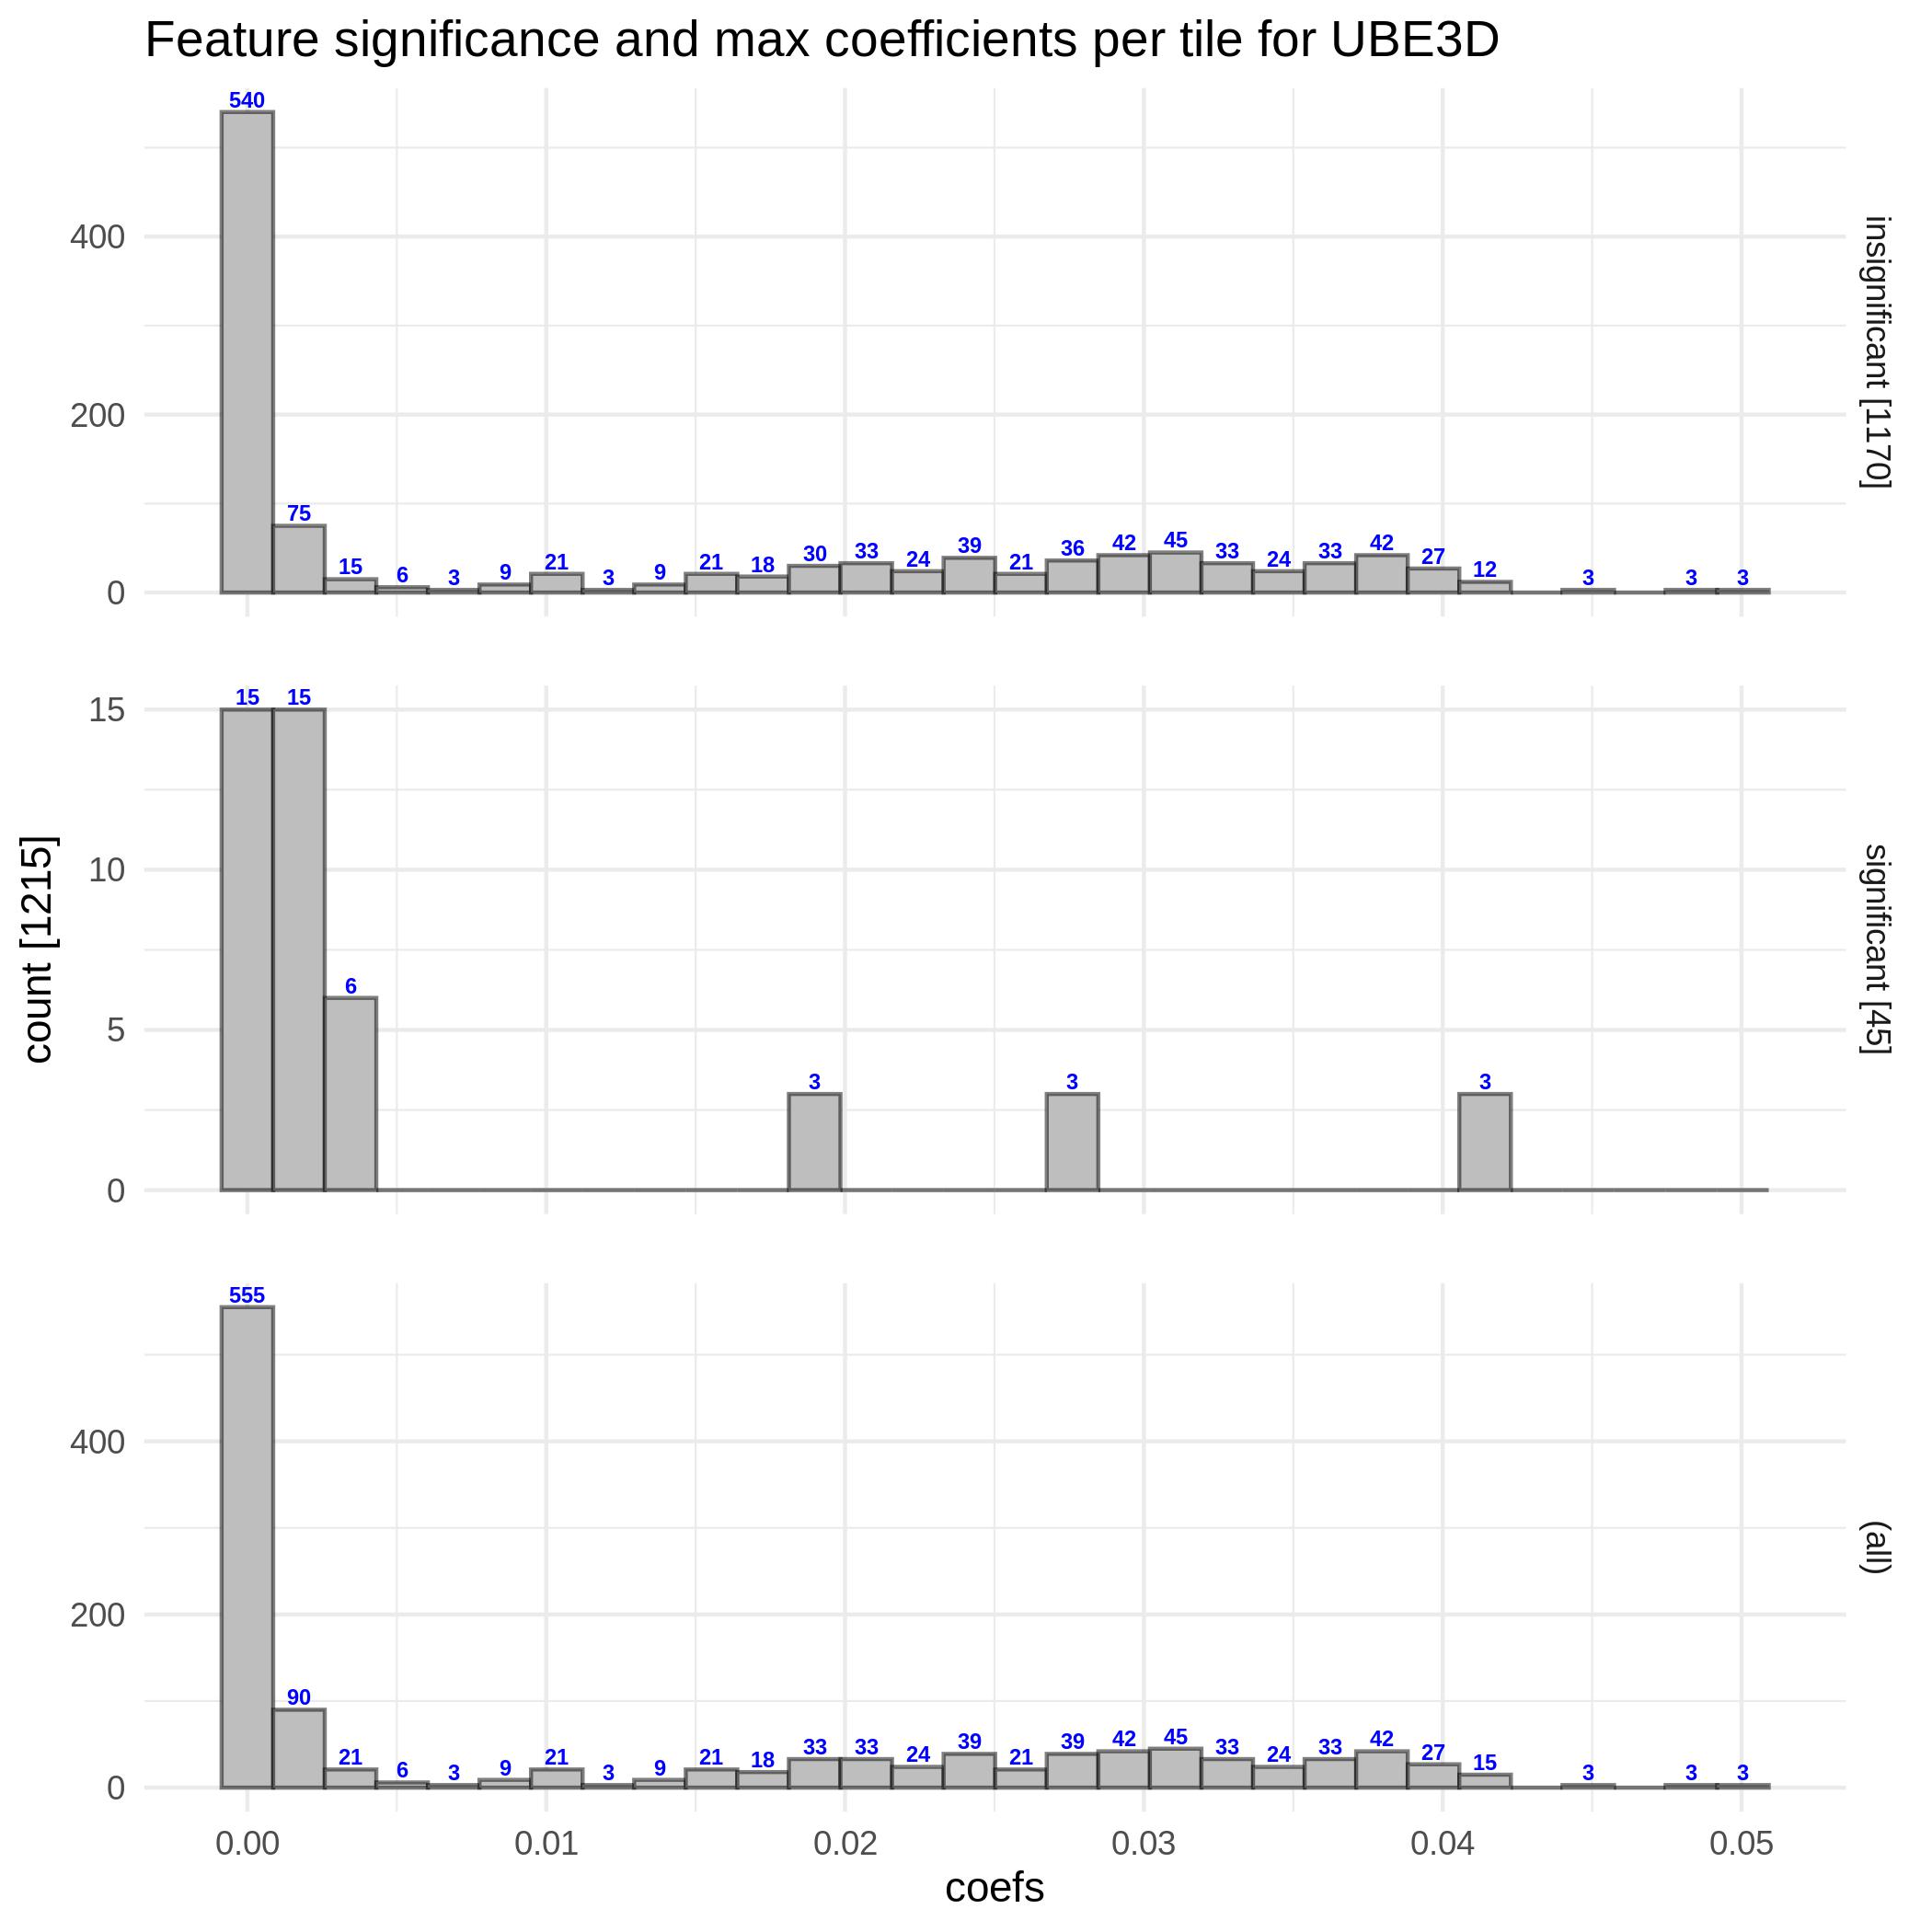 Feature significance and max coefficients per tile for UBE3D
540
75 15 6 3 9 21 3 9 21 18 30 33 24 39 21 36 42 45 33 24 33 42 27 12 3 3 3
400
200
0
insignificant [1170]
15 15 6 3 3 3
15
10
5
0
significant [45]
count [1215]
555
90 21 6 3 9 21 3 9 21 18 33 33 24 39 21 39 42 45 33 24 33 42 27 15 3 3 3
400
200
0
(all)
0.00 0.01 0.02 0.03 0.04 0.05
coefs